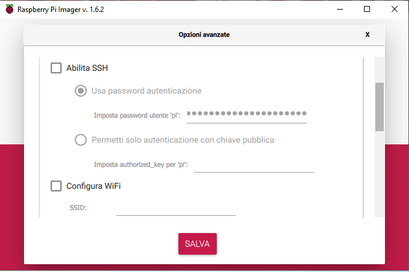 Raspberry Pi Imager v. 1.6.2
Opzioni avanzate
X
Abilita SSH
Usa password autenticazione
Imposta password utente 'pi':
Permetti solo autenticazione con chiave pubblica
Imposta authorized_key per 'pi':
Configura WiFi
SSID:
SALVA